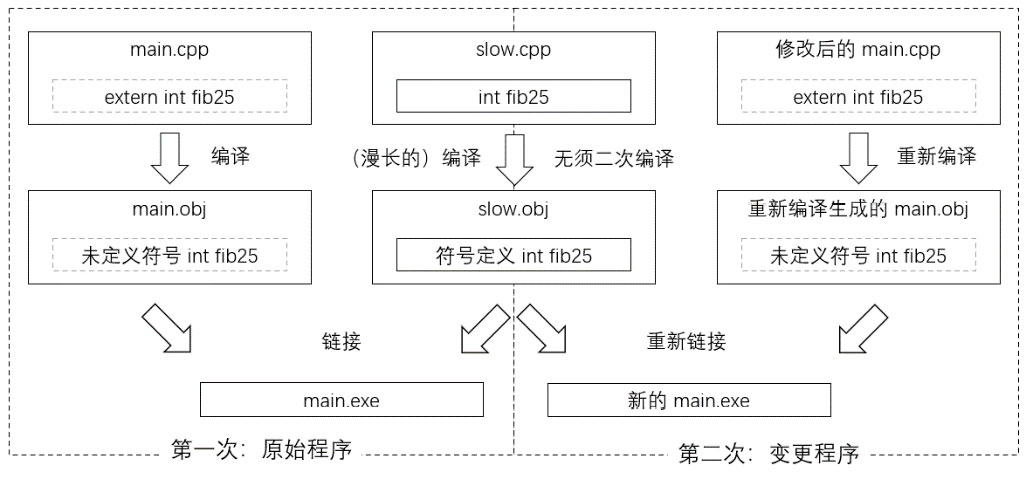 main.cpp
slow.cpp
修改后的 main.cpp
extern int fib25
int fib25
extern int fib25
编译
（漫长的）编译
无须二次编译
重新编译
main.obj
slow.obj
重新编译生成的 main.obj
未定义符号 int fib25
符号定义 int fib25
未定义符号 int fib25
链接
重新链接
main.exe
新的 main.exe
第一次：原始程序
第二次：变更程序